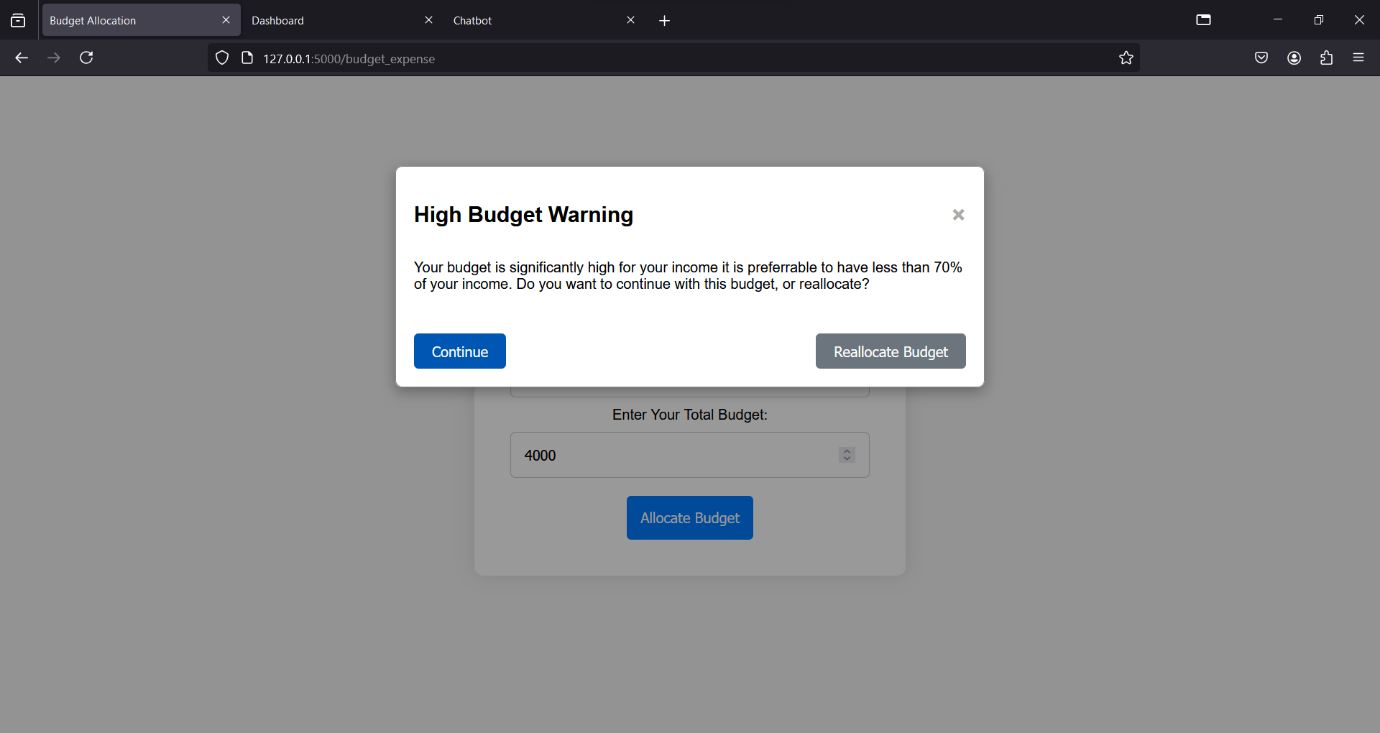 Budget Allocation
Dashboard
Chatbot
127.0.0.1:5000/budget_expense
High Budget Warning
Your budget is significantly high for your income it is preferrable to have less than 70%
of your income. Do you want to continue with this budget, or reallocate?
Continue
Reallocate Budget
Enter Your Total Budget:
4000
Allocate Budget